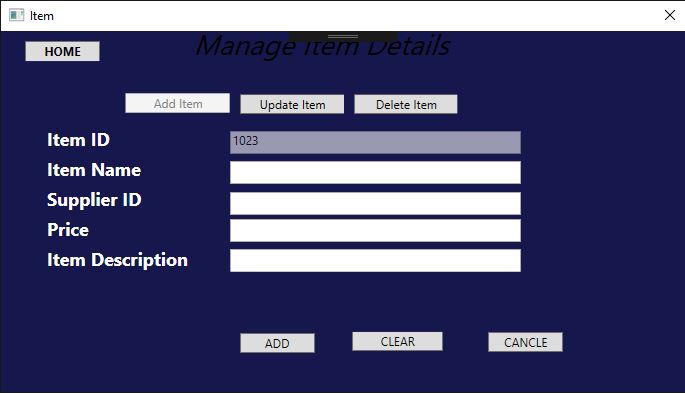 Item
HOME
Manage Item Details
Add Item
Update Item
Delete Item
Item ID
1023
Item Name
Supplier ID
Price
Item Description
ADD
CLEAR
CANCLE